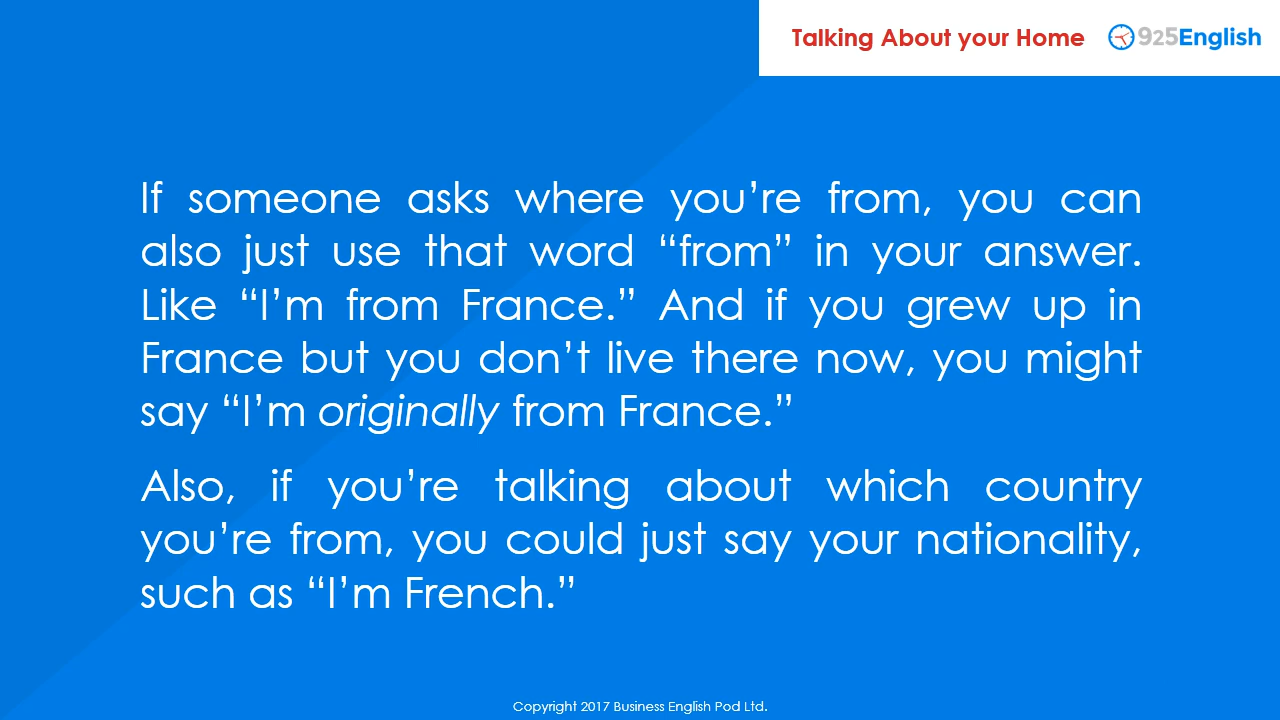 Talking About your Home
925English
If someone asks where you’re from, you can
also just use that word “from” in your answer.
Like “I’m from France.” And if you grew up in
France but you don’t live there now, you might
say “I’m originally from France.”
Also, if you’re talking about which country
you’re from, you could just say your nationality,
such as “I’m French.”
Copyright 2017 Business English Pod Ltd.